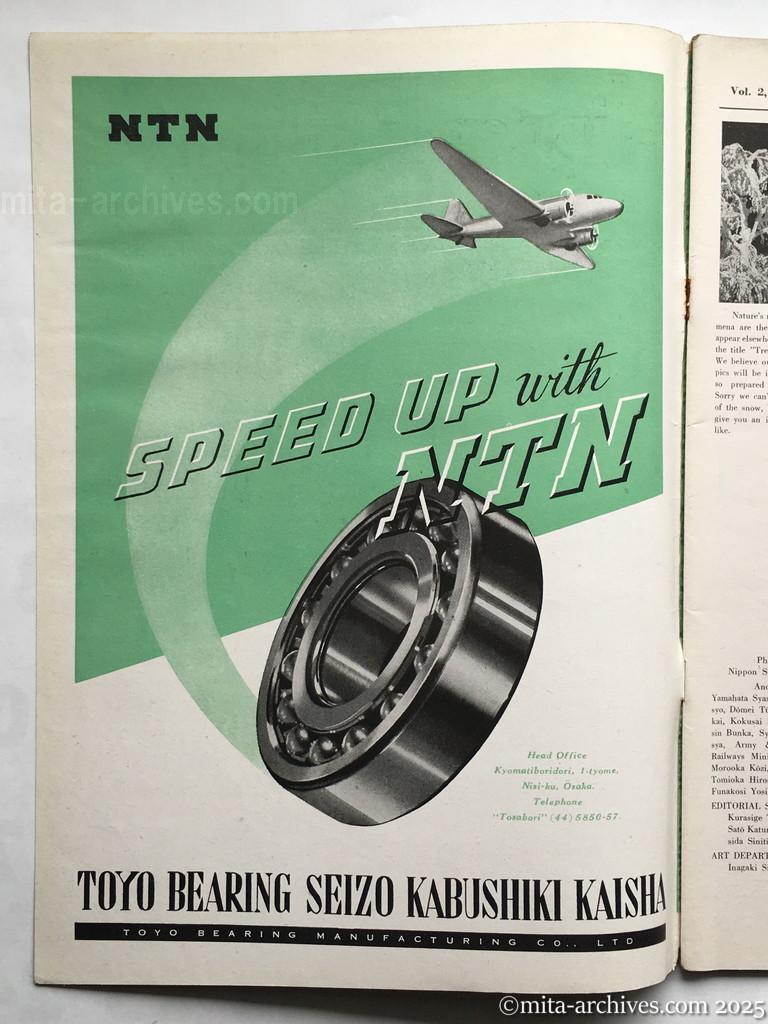 NTN
mita-archives.com
SPEED UP with
NTN
Head Office
Kyomatiboridori, 1-tyome,
Nisi-ku, Ōsaka.
Telephone
"Tosabori" (44) 5850-57
TOYO BEARING SEIZO KABUSHIKI KAISHA
TOYO BEARING MANUFACTURING CO., LTD
Vol. 2,
Nature's
mena are the
appear elsewh
the title "Tre
We believe ou
pics will be i
so prepared
Sorry we can'
of the snow,
give you an i
like.
Ph
Nippon S
Yamahata Syas
syo, Dōmei Tū
kai, Kokusai
sin Bunka, Sy
sya, Army &
Railways Mini
Morooka Kōzi,
Tomioka Hiro
Funakosi Yosi
EDITORIAL S
Kurasige
Satō Katu
sida Siniti
ART DEPART
Inagaki S
©mita-archives.com 2025